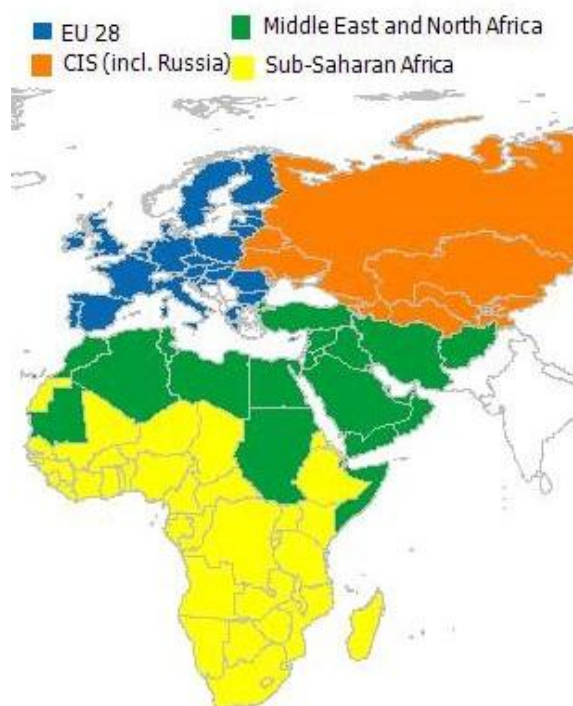 EU 28
Middle East and North Africa
CIS (incl. Russia)
Sub-Saharan Africa